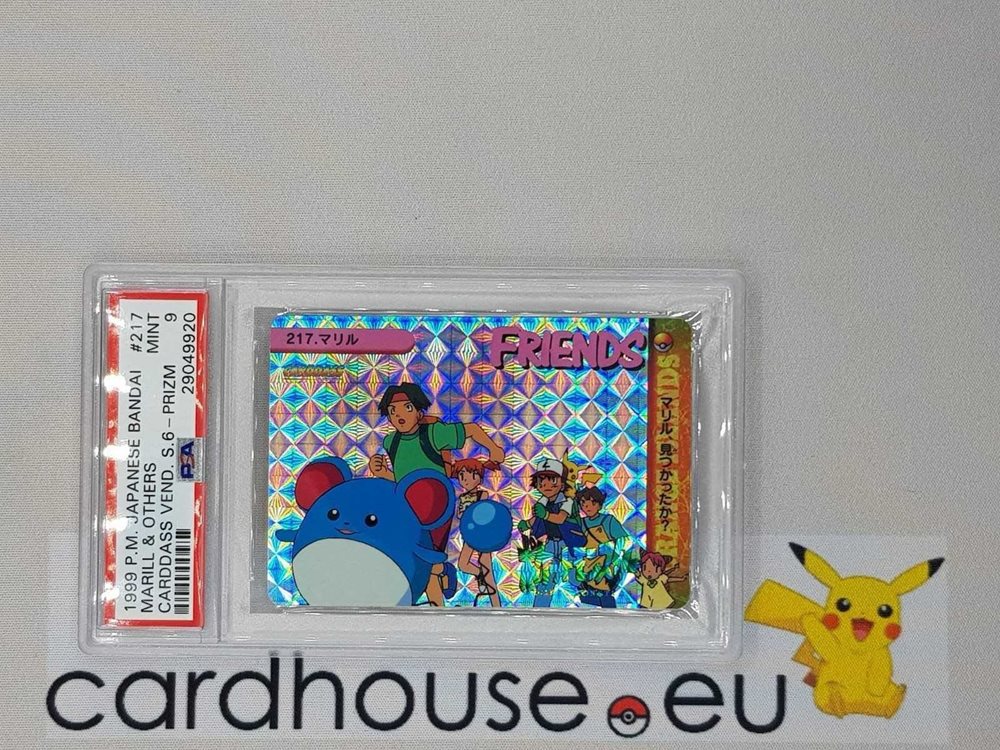 1999 P.M. JAPANESE BANDAI #217
MARILL & OTHERS MINT
CARDDASS VEND. S.6-PRIZM 9
29049920
PSA
217.マリル
FRIENDS
CARDDASS
マリル見つかったか?
cardhouse.eu